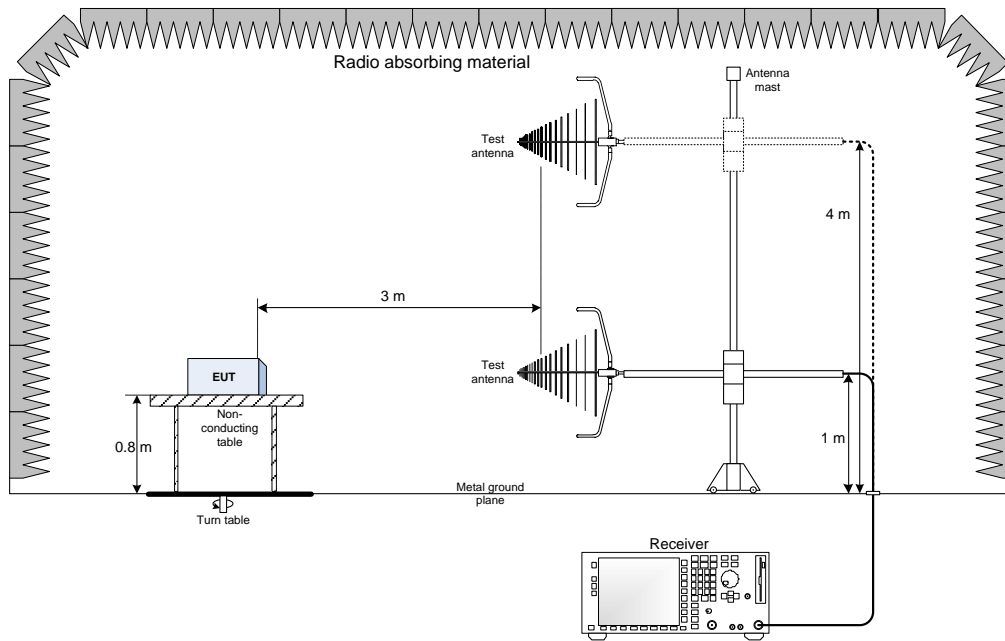 Radio absorbing material
Antenna
mast
Test
antenna
4 m
3 m
Test
antenna
EUT
Non-
conducting
table
0.8 m
1 m
Metal ground
plane
Turn table
Receiver